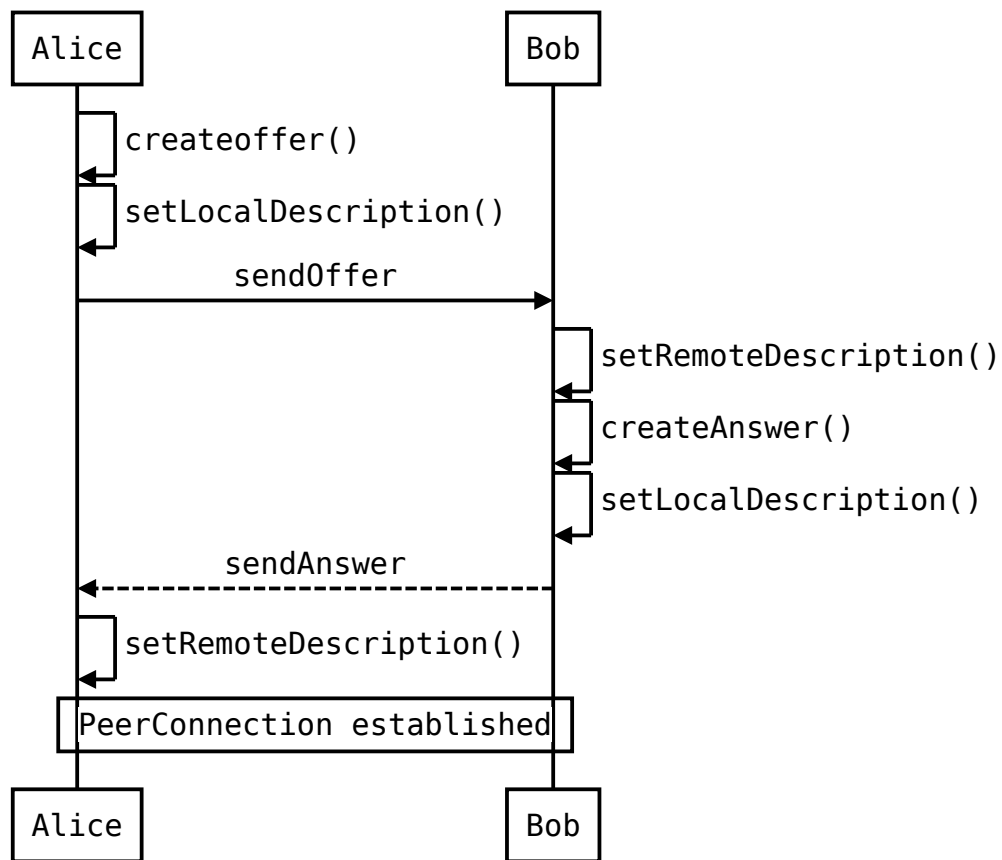 Alice
Bob
createoffer()
setLocalDescription()
sendOffer
setRemoteDescription()
createAnswer()
setLocalDescription()
sendAnswer
setRemoteDescription()
PeerConnection established
Alice
Bob